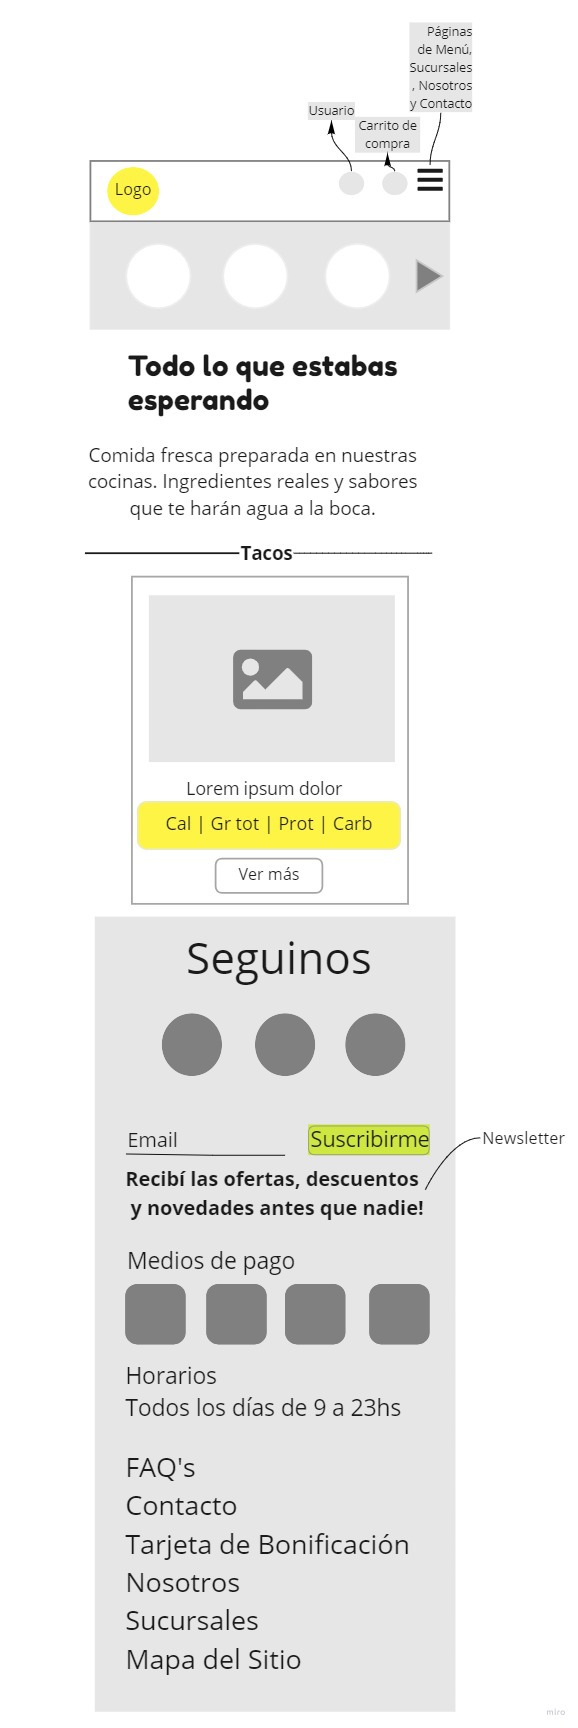 Páginas
de Menú,
Sucursales
, Nosotros
y Contacto
Usuario
Carrito de
compra
Logo
Todo lo que estabas
esperando
Comida fresca preparada en nuestras
cocinas. Ingredientes reales y sabores
que te harán agua a la boca.
Tacos
Lorem ipsum dolor
Cal | Gr tot | Prot | Carb
Ver más
Seguinos
Email
Suscribirme
Newsletter
Recibí las ofertas, descuentos
y novedades antes que nadie!
Medios de pago
Horarios
Todos los días de 9 a 23hs
FAQ's
Contacto
Tarjeta de Bonificación
Nosotros
Sucursales
Mapa del Sitio
miro